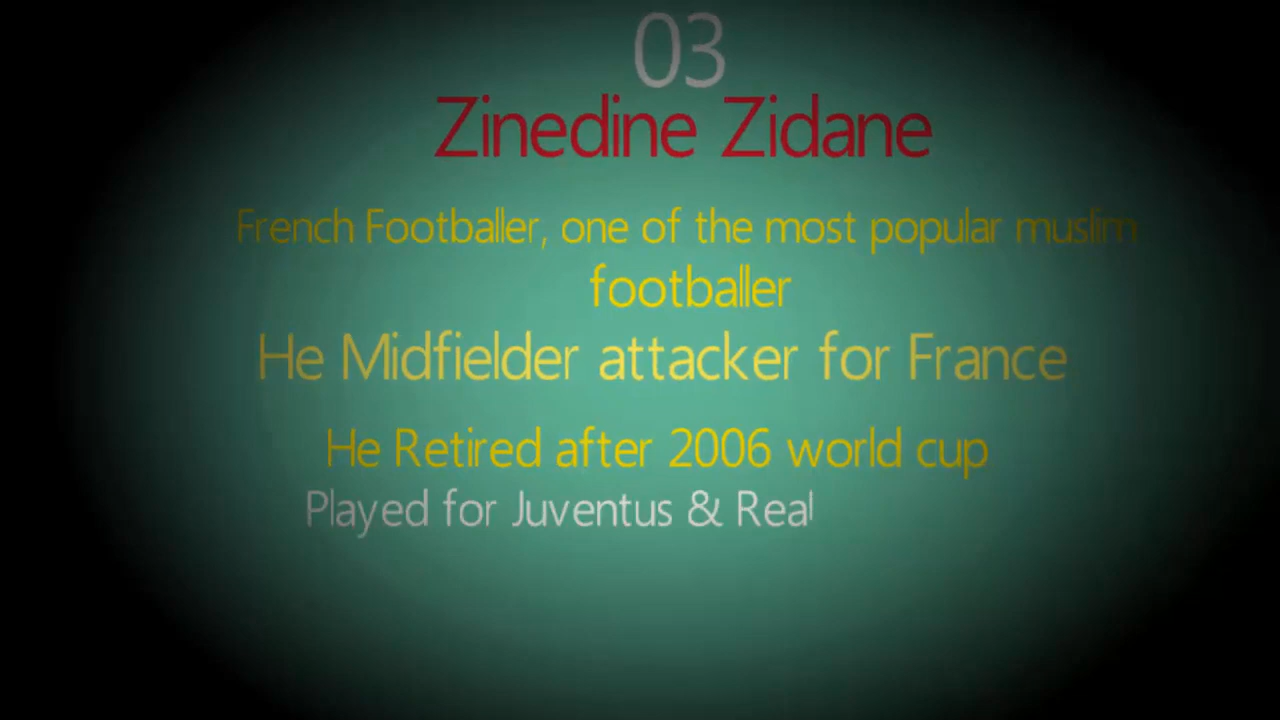 03
Zinedine Zidane
French Footballer, one of the most popular muslim
footballer
He Midfielder attacker for France
He Retired after 2006 world cup
Played for Juventus & Real